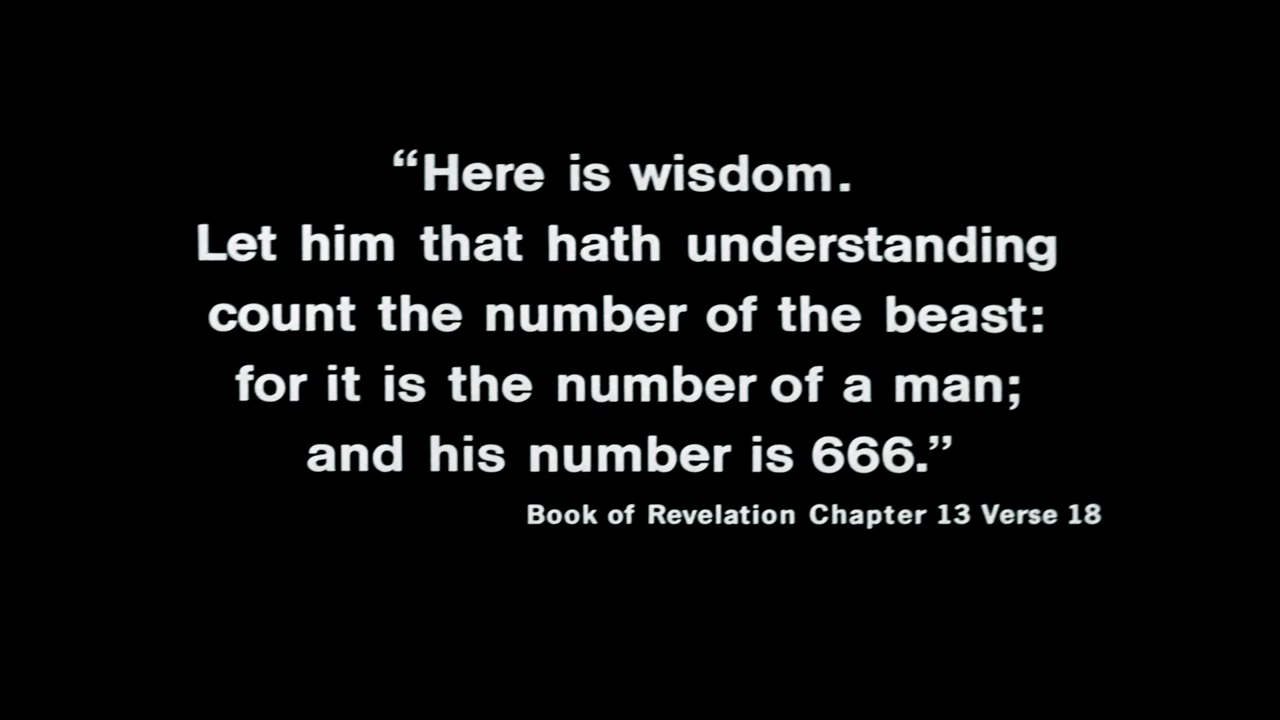 “Here is wisdom.
Let him that hath understanding
count the number of the beast:
for it is the number of a man;
and his number is 666.”
Book of Revelation Chapter 13 Verse 18